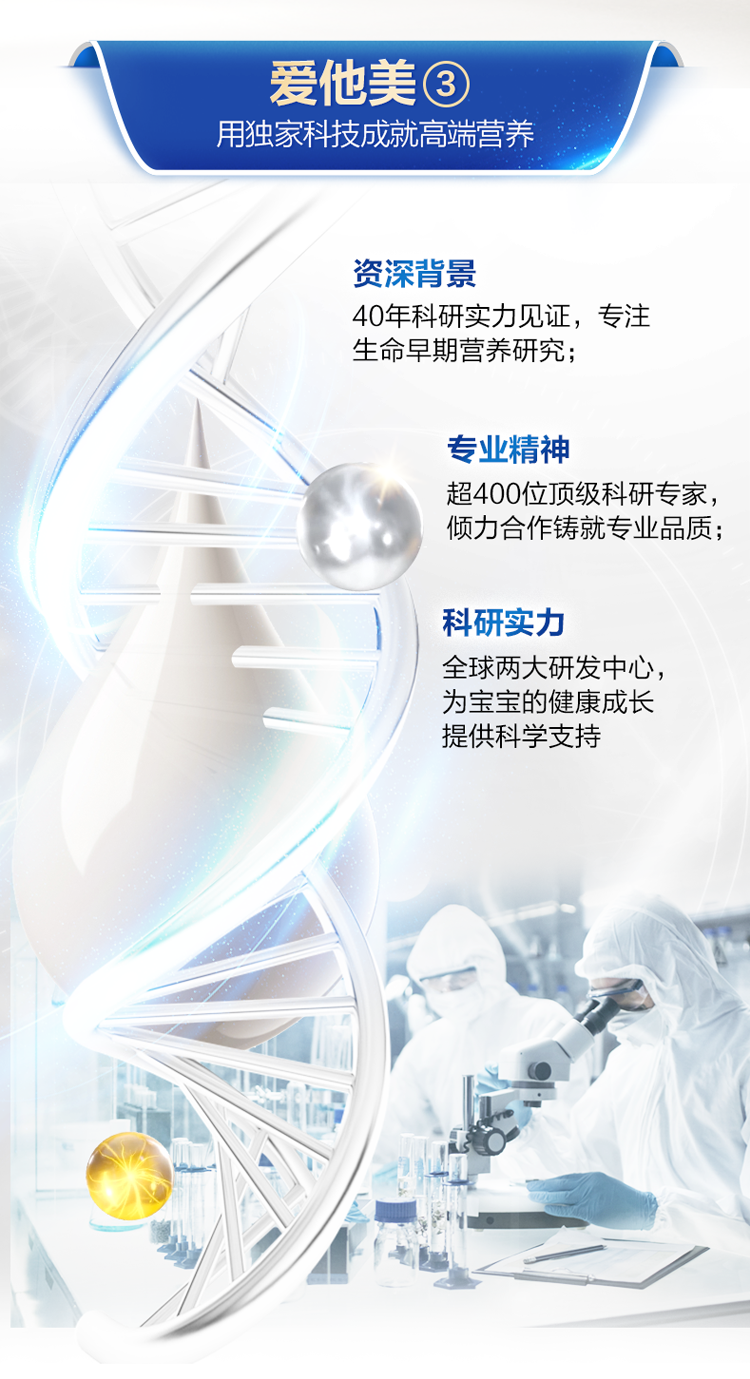 爱他美③
用独家科技成就高端营养
资深背景
40年科研实力见证，专注
生命早期营养研究；
专业精神
超400位顶级科研专家，
倾力合作铸就专业品质；
科研实力
全球两大研发中心，
为宝宝的健康成长
提供科学支持